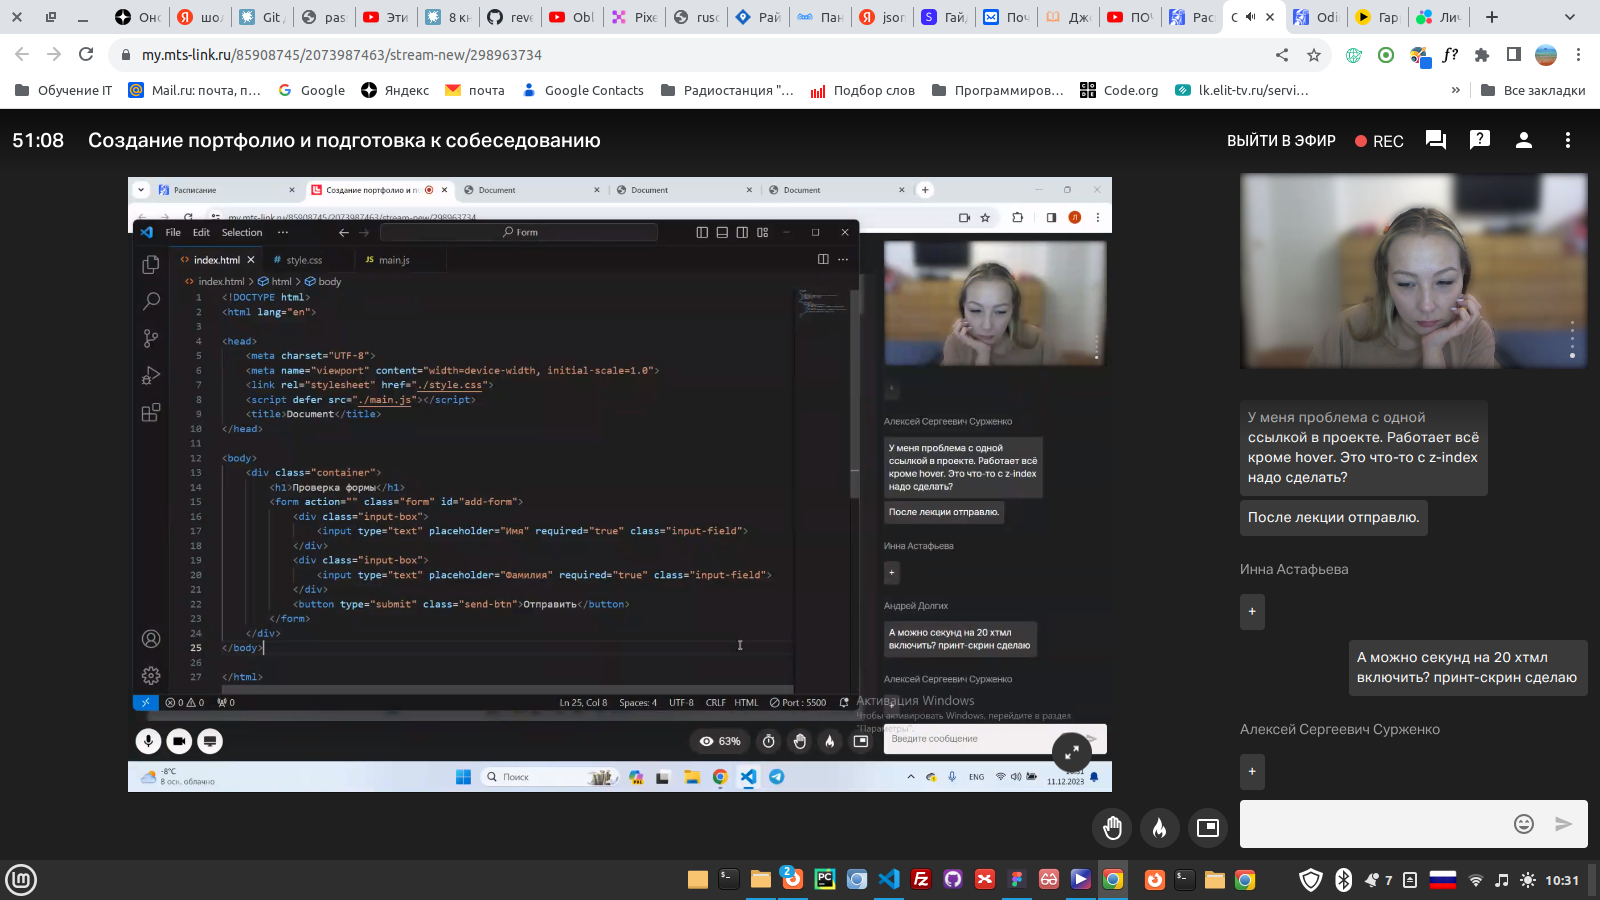 Онс
шол
Git
pas
Эти
8 кн
reve
Obl
Pixe
rusc
Рай
Пан
json
Гай
Поч
Дже
ПОЧ
Рас
С
Odi
Гар
Лич
my.mts-link.ru/85908745/2073987463/stream-new/298963734
Обучение IT
Mail.ru: почта, п…
Google
Яндекс
почта
Google Contacts
Радиостанция "…
Подбор слов
Программиров…
Code.org
lk.elit-tv.ru/servi…
»
Все закладки
51:08 Создание портфолио и подготовка к собеседованию
ВЫЙТИ В ЭФИР
REC
Расписание
Создание портфолио и п
Document
Document
Document
my.mts-link.ru/85908745/2073987463/stream-new/298963734
File Edit Selection ···
Form
index.html
# style.css
JS main.js
index.html > html > body
1 <!DOCTYPE html>
2 <html lang="en">
3
4 <head>
5 <meta charset="UTF-8">
6 <meta name="viewport" content="width=device-width, initial-scale=1.0">
7 <link rel="stylesheet" href="./style.css">
8 <script defer src="./main.js"></script>
9 <title>Document</title>
10 </head>
11
12 <body>
13 <div class="container">
14 <h1>Проверка формы</h1>
15 <form action="" class="form" id="add-form">
16 <div class="input-box">
17 <input type="text" placeholder="Имя" required="true" class="input-field">
18 </div>
19 <div class="input-box">
20 <input type="text" placeholder="Фамилия" required="true" class="input-field">
21 </div>
22 <button type="submit" class="send-btn">Отправить</button>
23 </form>
24 </div>
25 </body>
26
27 </html>
0 0 0
Ln 25, Col 8
Spaces: 4
UTF-8
CRLF
HTML
Port : 5500
Алексей Сергеевич Сурженко
У меня проблема с одной
ссылкой в проекте. Работает всё
кроме hover. Это что-то с z-index
надо сделать?
После лекции отправлю.
Инна Астафьева
+
Андрей Долгих
А можно секунд на 20 хтмл
включить? принт-скрин сделаю
Алексей Сергеевич Сурженко
Активация Windows
Чтобы активировать Windows, перейдите в раздел
"Параметры".
Введите сообщение
63%
-8°C
В осн. облачно
Поиск
ENG
11.12.2023
У меня проблема с одной
ссылкой в проекте. Работает всё
кроме hover. Это что-то с z-index
надо сделать?
После лекции отправлю.
Инна Астафьева
+
А можно секунд на 20 хтмл
включить? принт-скрин сделаю
Алексей Сергеевич Сурженко
+
2
7
10:31